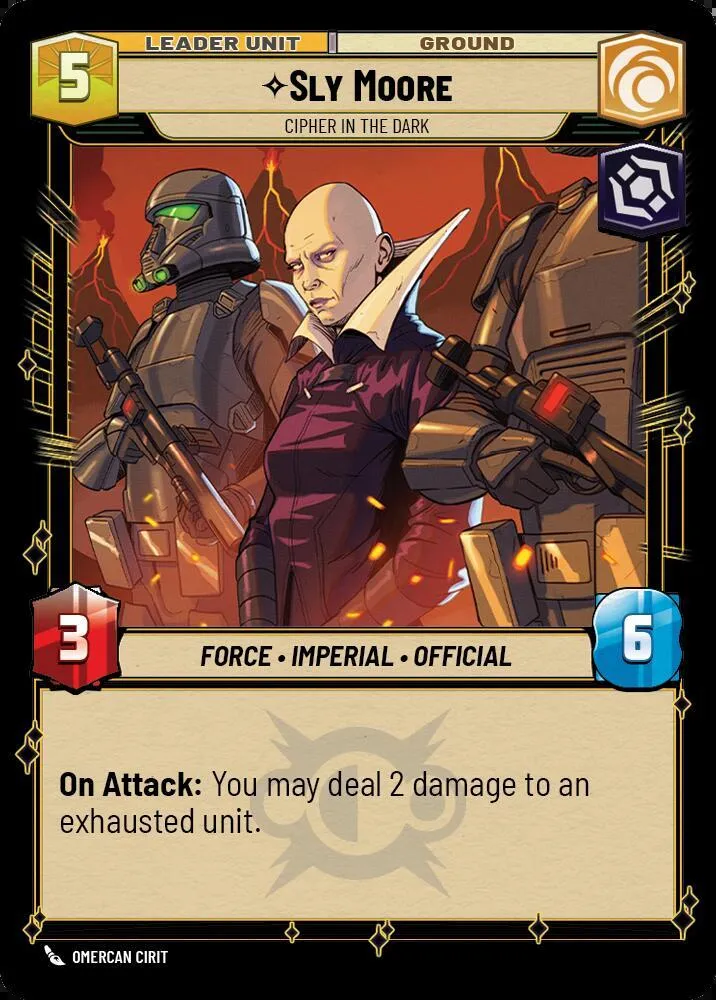 LEADER UNIT
GROUND
5
✧SLY MOORE
CIPHER IN THE DARK
3
6
FORCE • IMPERIAL • OFFICIAL
On Attack: You may deal 2 damage to an
exhausted unit.
OMERCAN CIRIT